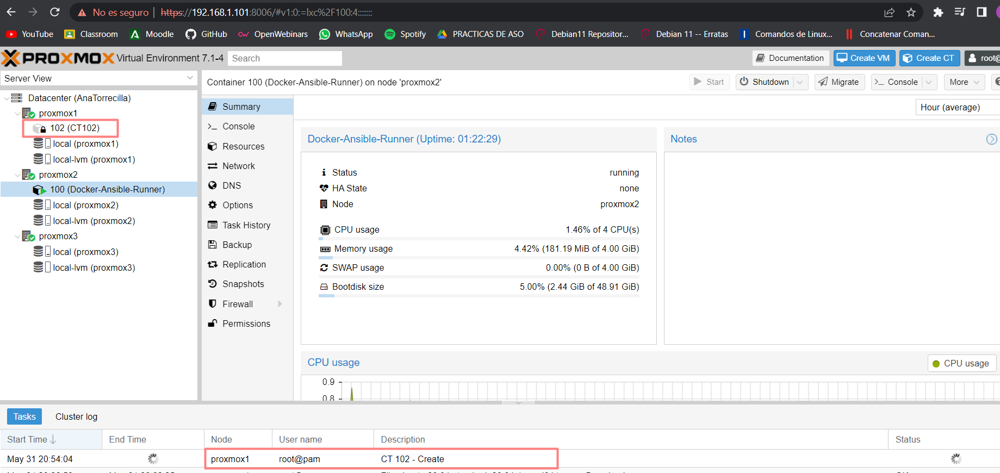 No es seguro | https://192.168.1.101:8006/#v1:0:=lxc%2F100:4:::::::
YouTube Classroom Moodle GitHub OpenWebinars WhatsApp Spotify PRACTICAS DE ASO Debian11 Repositor... Debian 11 -- Erratas Comandos de Linux... Concatenar Coman...
PROXMOX Virtual Environment 7.1-4 Search Documentation Create VM Create CT root@
Server View
Container 100 (Docker-Ansible-Runner) on node 'proxmox2' Start Shutdown Migrate Console More
Datacenter (AnaTorrecilla)
proxmox1
102 (CT102)
local (proxmox1)
local-lvm (proxmox1)
proxmox2
100 (Docker-Ansible-Runner)
local (proxmox2)
local-lvm (proxmox2)
proxmox3
local (proxmox3)
local-lvm (proxmox3)
Summary
Console
Resources
Network
DNS
Options
Task History
Backup
Replication
Snapshots
Firewall
Permissions
Hour (average)
Docker-Ansible-Runner (Uptime: 01:22:29)
Status running
HA State none
Node proxmox2
CPU usage 1.46% of 4 CPU(s)
Memory usage 4.42% (181.19 MiB of 4.00 GiB)
SWAP usage 0.00% (0 B of 4.00 GiB)
Bootdisk size 5.00% (2.44 GiB of 48.91 GiB)
Notes
CPU usage
CPU usage
0.9
0.8
Tasks Cluster log
Start Time End Time Node User name Description Status
May 31 20:54:04 proxmox1 root@pam CT 102 - Create